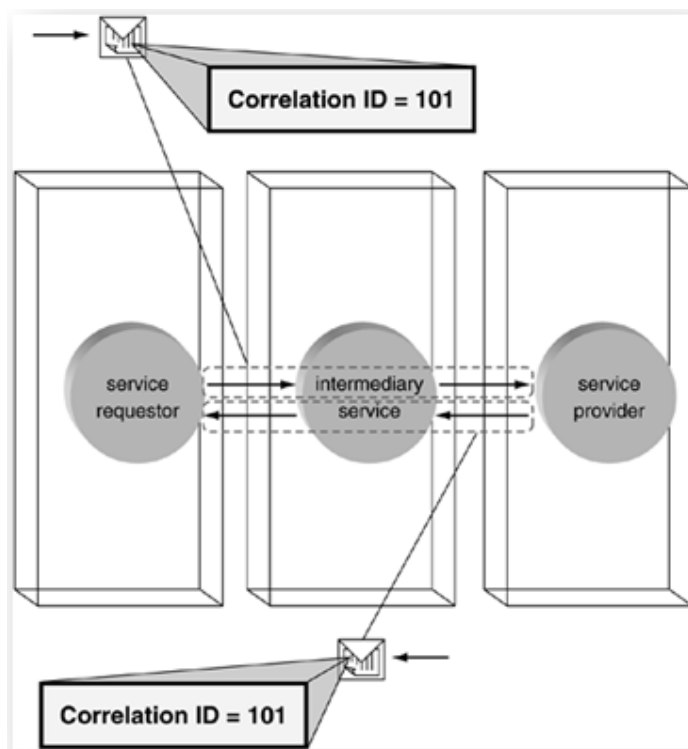 Correlation ID = 101
service
requestor
intermediary
service
service
provider
Correlation ID = 101